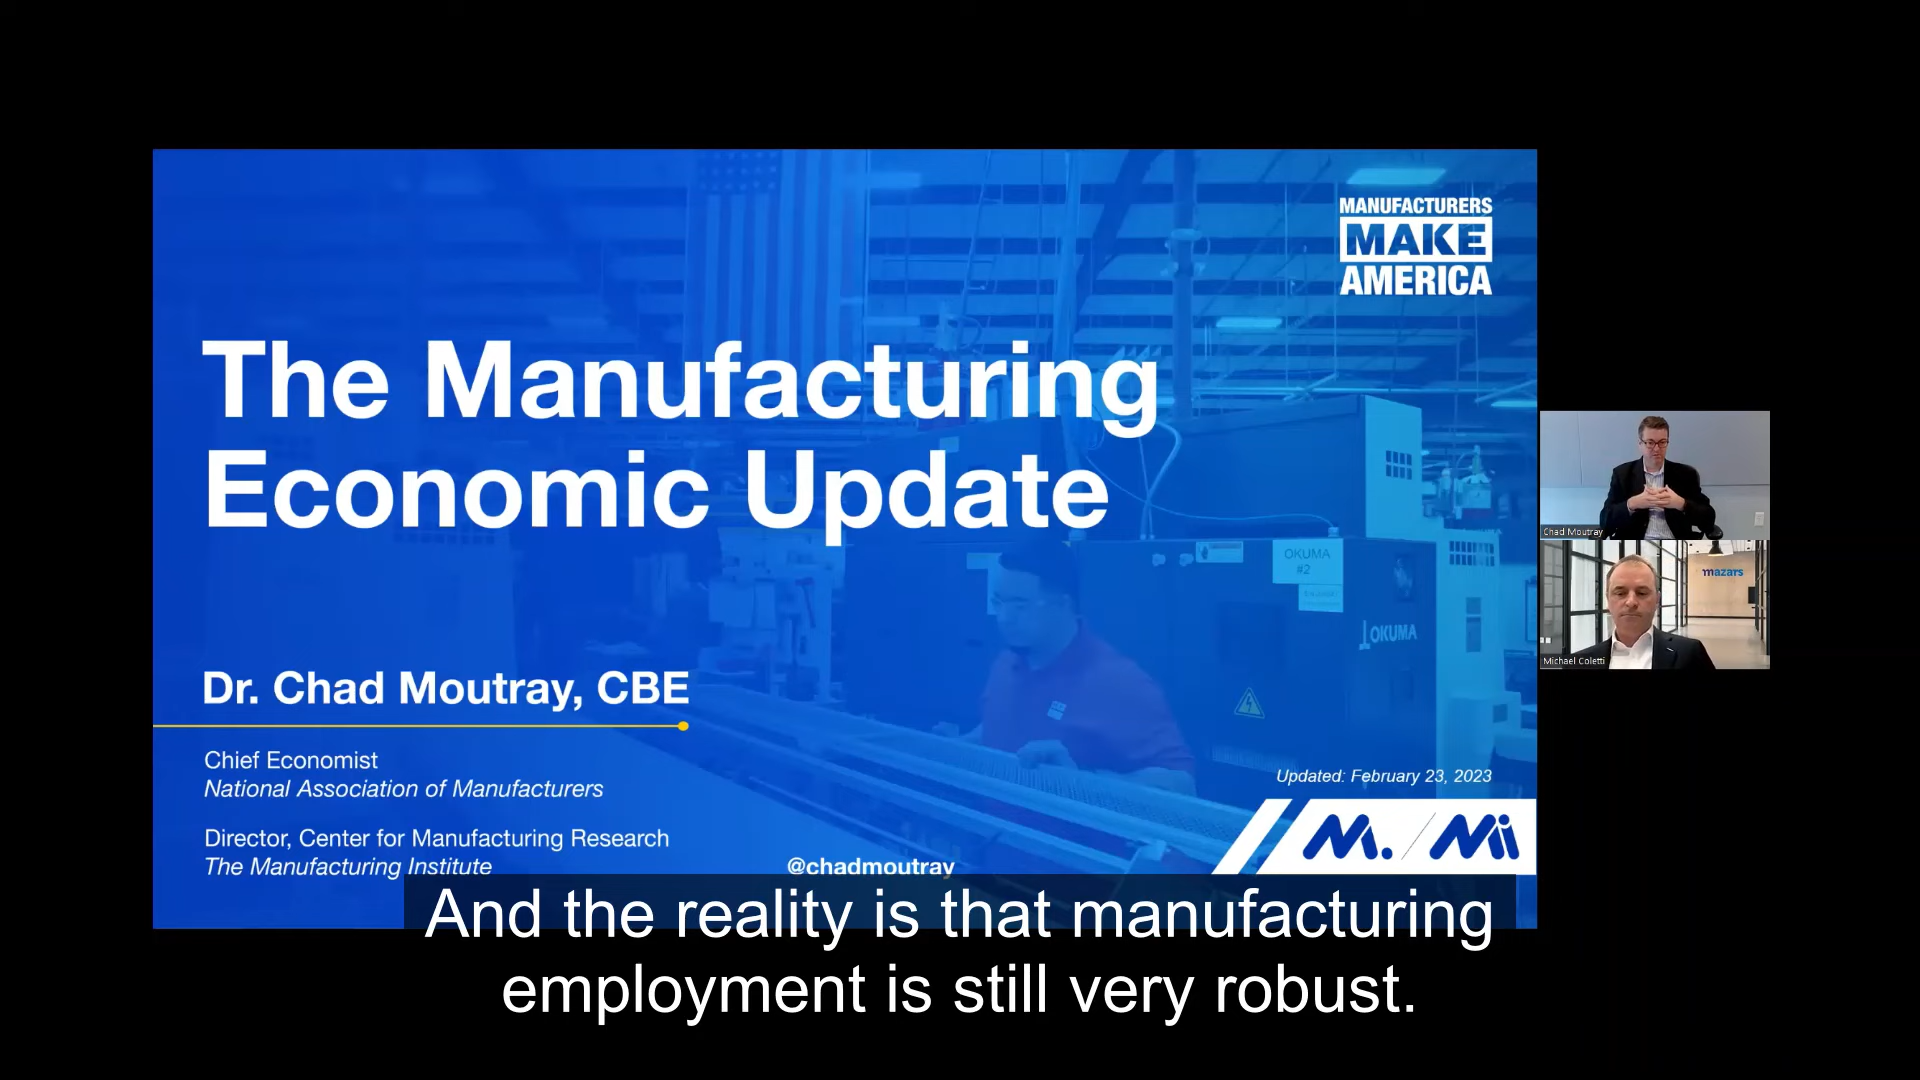 MANUFACTURERS
MAKE
AMERICA
The Manufacturing
Economic Update
OKUMA
#2
OKUMA
Dr. Chad Moutray, CBE
Chief Economist
National Association of Manufacturers
Updated: February 23, 2023
Director, Center for Manufacturing Research
The Manufacturing Institute
@chadmoutray
M. / Mi
Chad Moutray
mazars
Michael Coletti
And the reality is that manufacturing
employment is still very robust.